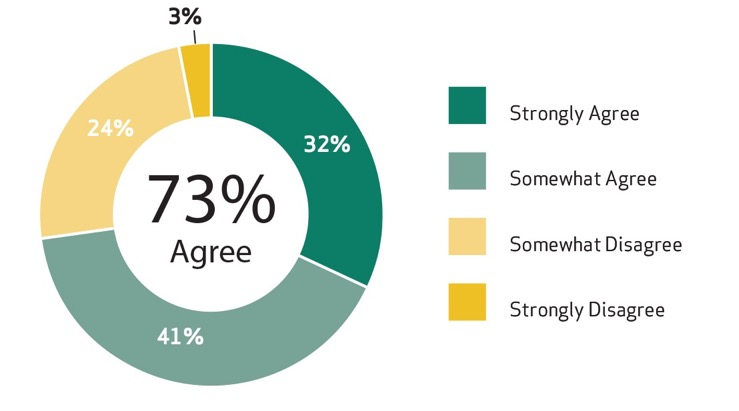 3%
24%
32%
73%
Agree
41%
Strongly Agree
Somewhat Agree
Somewhat Disagree
Strongly Disagree